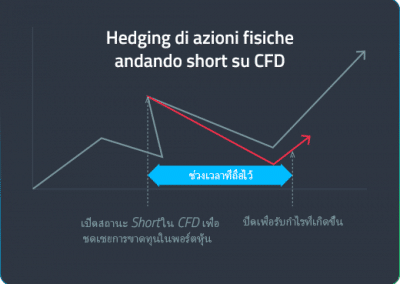 Hedging di azioni fisiche
andando short su CFD
ช่วงเวลาที่ถือไว้
เปิดสถานะ Short ใน CFD เพื่อ
ชดเชยการขาดทุนในพอร์ตหุ้น
ปิดเพื่อรับกำไรที่เกิดขึ้น